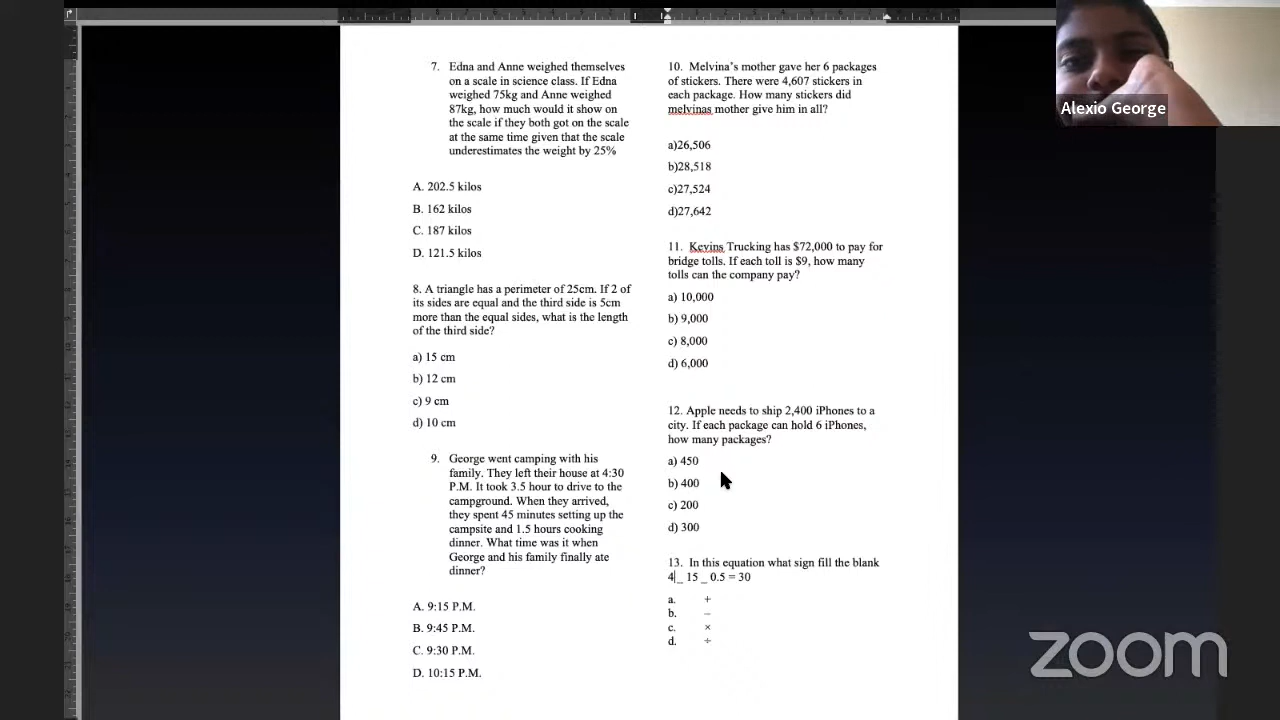 7. Edna and Anne weighed themselves
on a scale in science class. If Edna
weighed 75kg and Anne weighed
87kg, how much would it show on
the scale if they both got on the scale
at the same time given that the scale
underestimates the weight by 25%
A. 202.5 kilos
B. 162 kilos
C. 187 kilos
D. 121.5 kilos
8. A triangle has a perimeter of 25cm. If 2 of
its sides are equal and the third side is 5cm
more than the equal sides, what is the length
of the third side?
a) 15 cm
b) 12 cm
c) 9 cm
d) 10 cm
9. George went camping with his
family. They left their house at 4:30
P.M. It took 3.5 hour to drive to the
campground. When they arrived,
they spent 45 minutes setting up the
campsite and 1.5 hours cooking
dinner. What time was it when
George and his family finally ate
dinner?
A. 9:15 P.M.
B. 9:45 P.M.
C. 9:30 P.M.
D. 10:15 P.M.
10. Melvina's mother gave her 6 packages
of stickers. There were 4,607 stickers in
each package. How many stickers did
melvinas mother give him in all?
a)26,506
b)28,518
c)27,524
d)27,642
11. Kevins Trucking has $72,000 to pay for
bridge tolls. If each toll is $9, how many
tolls can the company pay?
a) 10,000
b) 9,000
c) 8,000
d) 6,000
12. Apple needs to ship 2,400 iPhones to a
city. If each package can hold 6 iPhones,
how many packages?
a) 450
b) 400
c) 200
d) 300
13. In this equation what sign fill the blank
4 _ 15 _ 0.5 = 30
a. +
b. −
c. ×
d. ÷
Alexio George
zoom